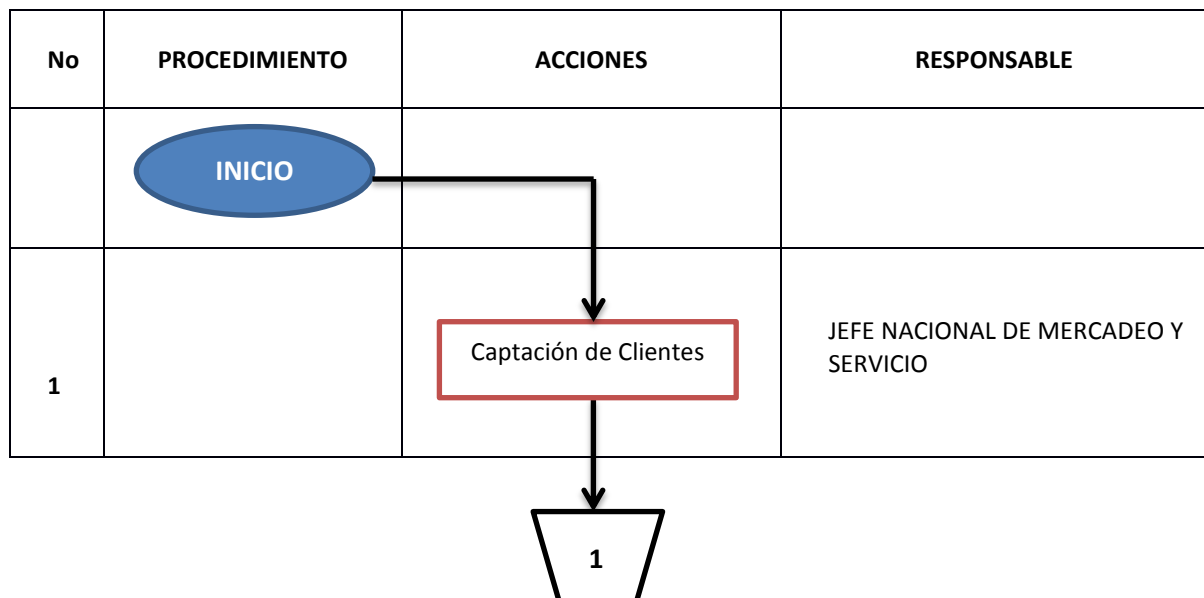 No PROCEDIMIENTO ACCIONES RESPONSABLE
INICIO
Captación de Clientes
JEFE NACIONAL DE MERCADEO Y
SERVICIO
1
1